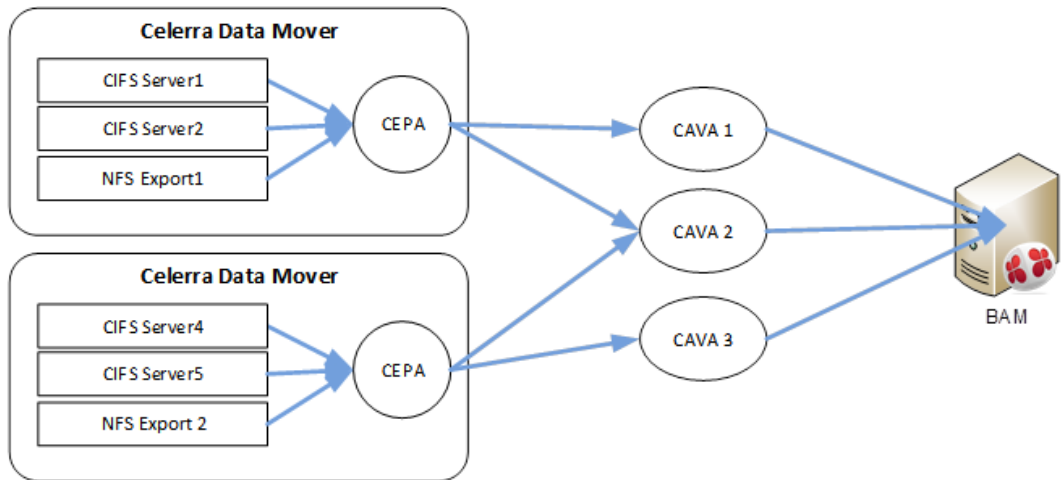 Celerra Data Mover
CIFS Server1
CIFS Server2
NFS Export1
CEPA
Celerra Data Mover
CIFS Server4
CIFS Server5
NFS Export 2
CEPA
CAVA 1
CAVA 2
CAVA 3
BAM